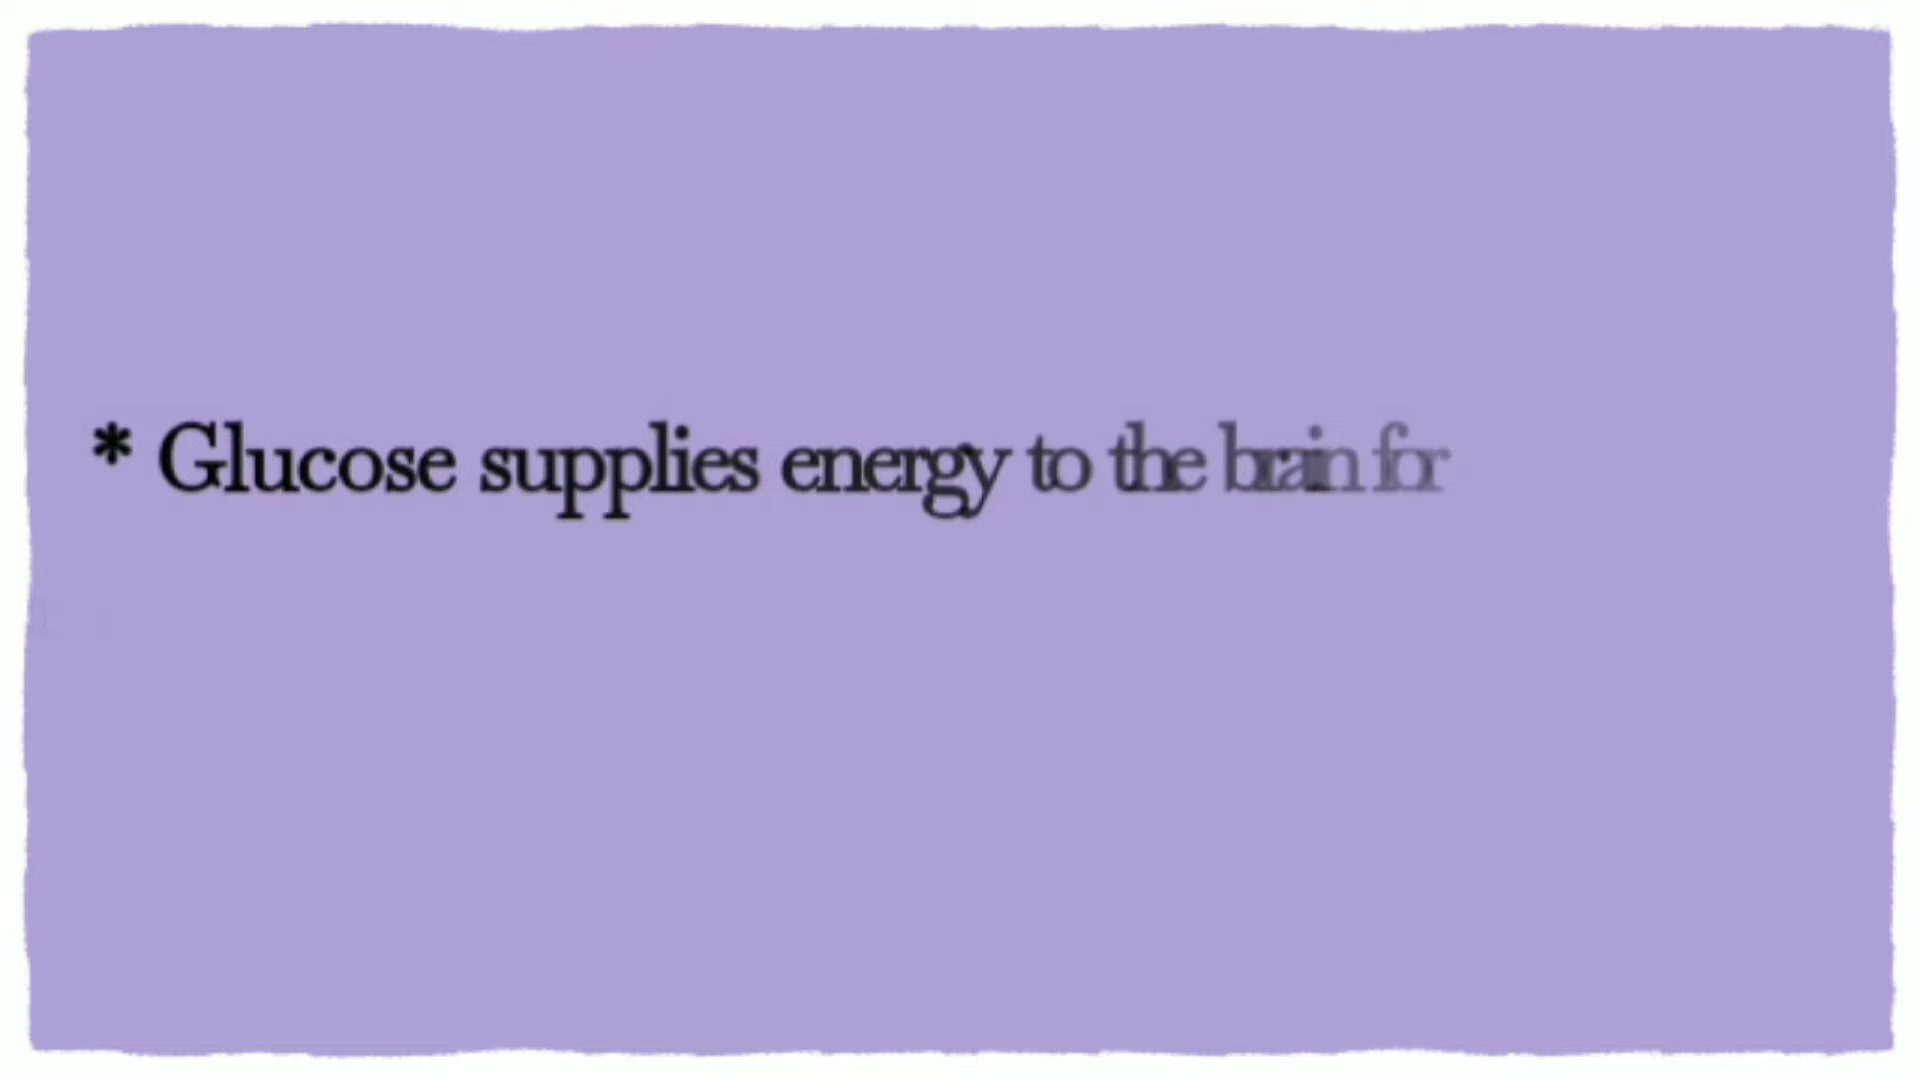 * Glucose supplies energy to the brain for